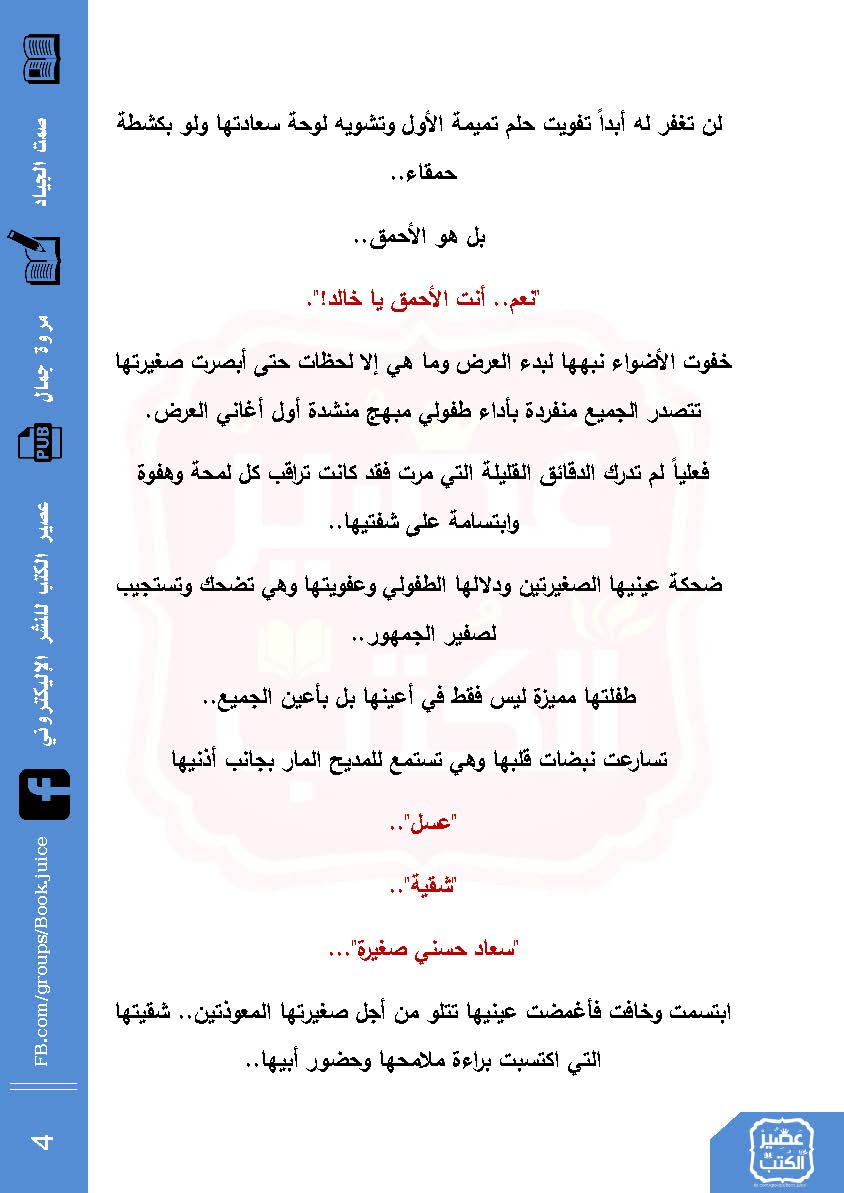 لن تغفر له أبداً تفويت حلم تميمة الأول وتشويه لوحة سعادتها ولو بكشطة
حمقاء..
بل هو الأحمق..
"نعم.. أنت الأحمق يا خالد!".
خفوت الأضواء نبهها لبدء العرض وما هي إلا لحظات حتى أبصرت صغيرتها
تتصدر الجميع منفردة بأداء طفولي مبهج منشدة أول أغاني العرض.
فعلياً لم تدرك الدقائق القليلة التي مرت فقد كانت تراقب كل لمحة وهفوة
وابتسامة على شفتيها..
ضحكة عينيها الصغيرتين ودلالها الطفولي وعفويتها وهي تضحك وتستجيب
لصفير الجمهور..
طفلتها مميزة ليس فقط في أعينها بل بأعين الجميع..
تسارعت نبضات قلبها وهي تستمع للمديح المار بجانب أذنيها
"عسل"..
"شقية"..
"سعاد حسني صغيرة"...
ابتسمت وخافت فأغمضت عينيها تتلو من أجل صغيرتها المعوذتين.. شقيتها
التي اكتسبت براءة ملامحها وحضور أبيها..
صمت الجياد
مروة جمال
PUB
عصير الكتب للنشر الإليكتروني
FB.com/groups/Book.juice
4
عصير
الكتب
عصير
الكتب